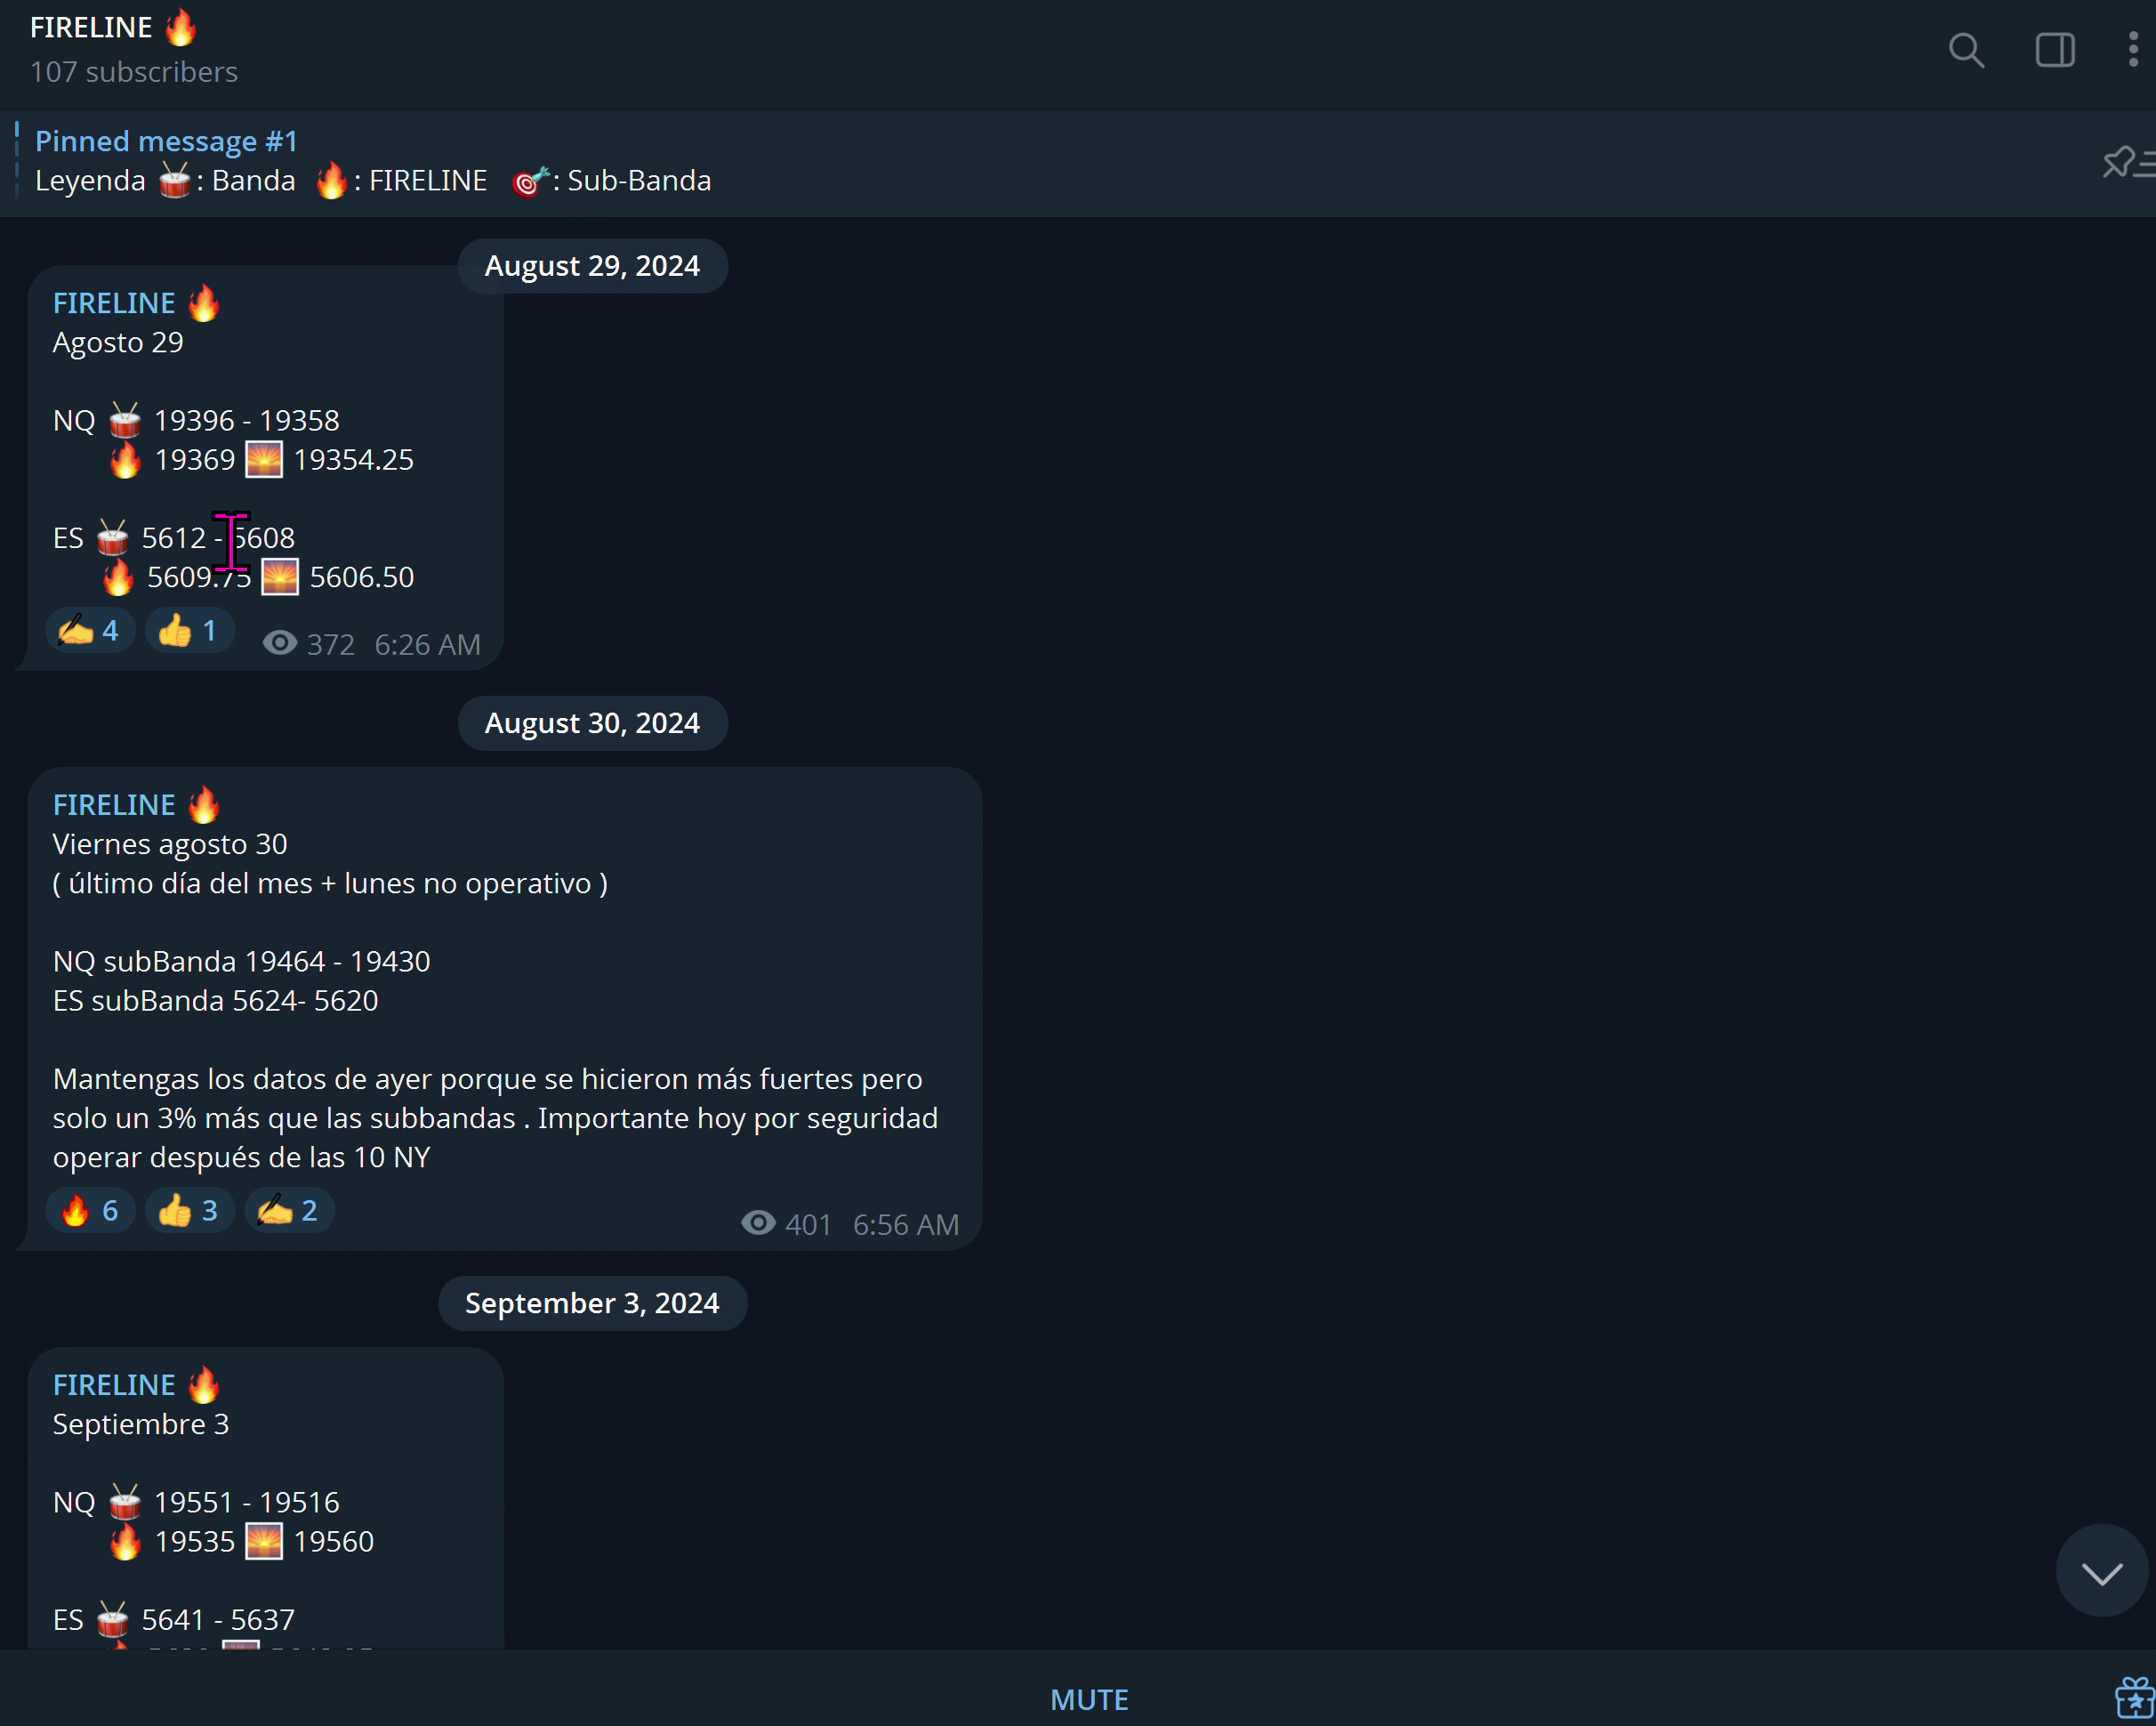 FIRELINE 🔥
107 subscribers
Pinned message #1
Leyenda 🥁: Banda 🔥: FIRELINE 🎯: Sub-Banda
August 29, 2024
FIRELINE 🔥
Agosto 29
NQ 🥁 19396 - 19358
🔥 19369 🌅 19354.25
ES 🥁 5612 - 5608
🔥 5609.75 🌅 5606.50
✍️ 4 👍 1 372 6:26 AM
August 30, 2024
FIRELINE 🔥
Viernes agosto 30
( último día del mes + lunes no operativo )
NQ subBanda 19464 - 19430
ES subBanda 5624- 5620
Mantengas los datos de ayer porque se hicieron más fuertes pero
solo un 3% más que las subbandas . Importante hoy por seguridad
operar después de las 10 NY
🔥 6 👍 3 ✍️ 2 401 6:56 AM
September 3, 2024
FIRELINE 🔥
Septiembre 3
NQ 🥁 19551 - 19516
🔥 19535 🌅 19560
ES 🥁 5641 - 5637
MUTE